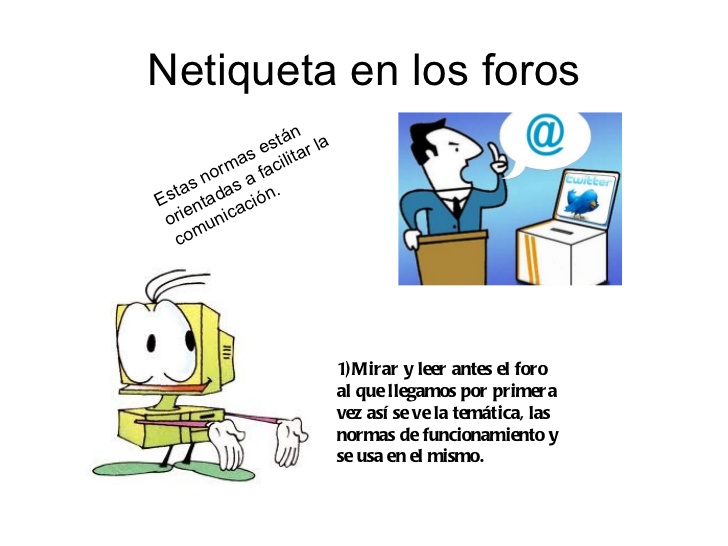 Netiqueta en los foros
Estas normas están
orientadas a facilitar la
comunicación.
@
twitter
1)Mirar y leer antes el foro
al que llegamos por primera
vez así se ve la temática, las
normas de funcionamiento y
se usa en el mismo.